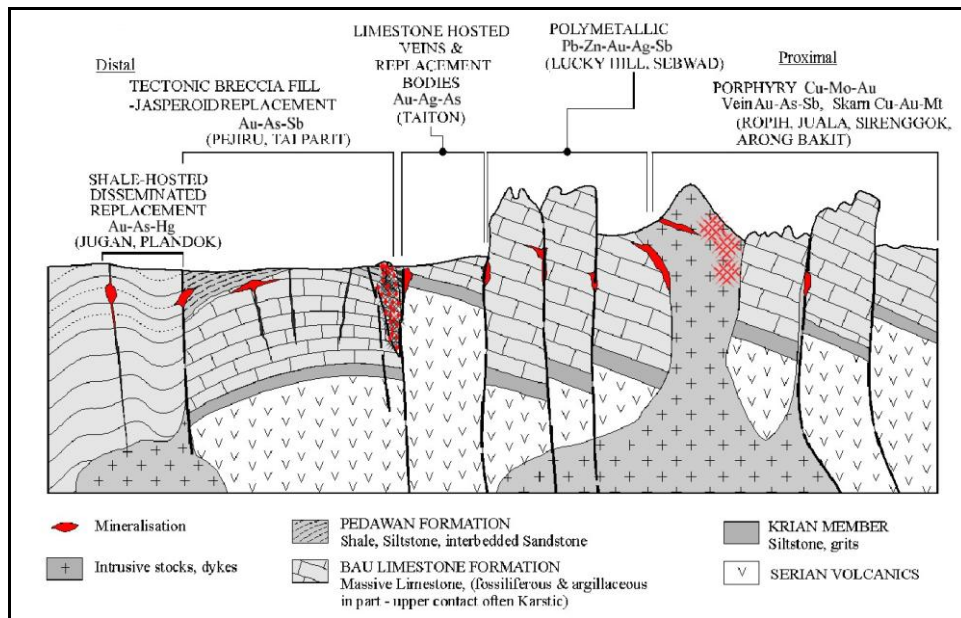 Distal
TECTONIC BRECCIA FILL
-JASPEROID REPLACEMENT
Au-As-Sb
(PEJIRU, TAI PARIT)
SHALE-HOSTED
DISSEMINATED
REPLACEMENT
Au-As-Hg
(JUGAN, PLANDOK)
LIMESTONE HOSTED
VEINS &
REPLACEMENT
BODIES
Au-Ag-As
(TAITON)
POLYMETALLIC
Pb-Zn-Au-Ag-Sb
(LUCKY HILL, SEBWAD)
Proximal
PORPHYRY Cu-Mo-Au
Vein Au-As-Sb, Skarn Cu-Au-Mt
(ROPIH, JUALA, SIRENGGOK,
ARONG BAKIT)
Mineralisation
Intrusive stocks, dykes
PEDAWAN FORMATION
Shale, Siltstone, interbedded Sandstone
BAU LIMESTONE FORMATION
Massive Limestone, (fossiliferous & argillaceous
in part - upper contact often Karstic)
KRIAN MEMBER
Siltstone, grits
SERIAN VOLCANICS